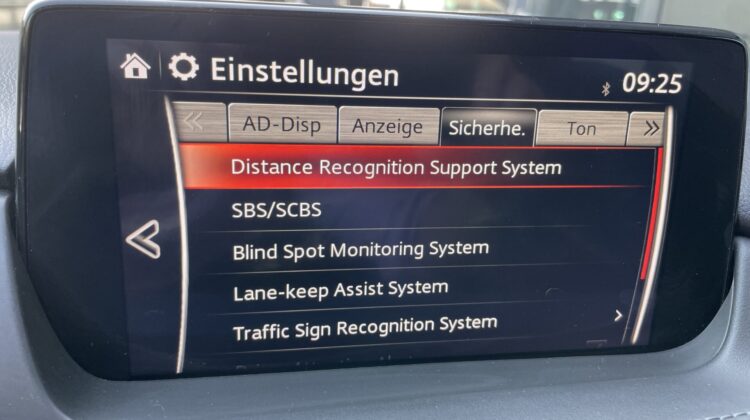 Einstellungen
09:25
AD-Disp
Anzeige
Sicherhe.
Ton
Distance Recognition Support System
SBS/SCBS
Blind Spot Monitoring System
Lane-keep Assist System
Traffic Sign Recognition System